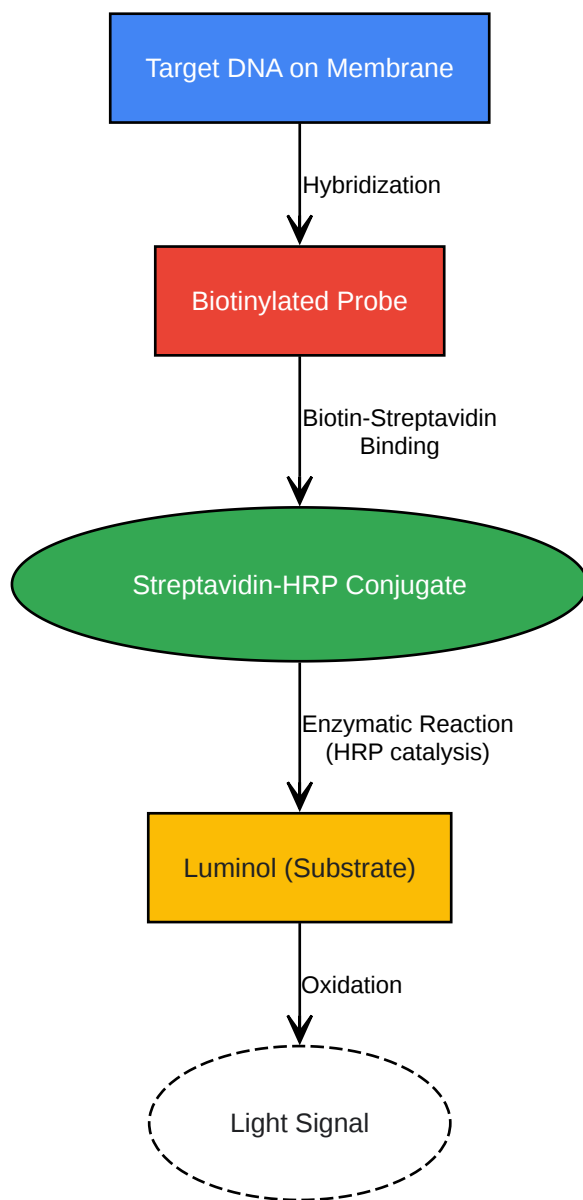 Target DNA on Membrane
Hybridization
Biotinylated Probe
Biotin-Streptavidin
Binding
Streptavidin-HRP Conjugate
Enzymatic Reaction
(HRP catalysis)
Luminol (Substrate)
Oxidation
Light Signal